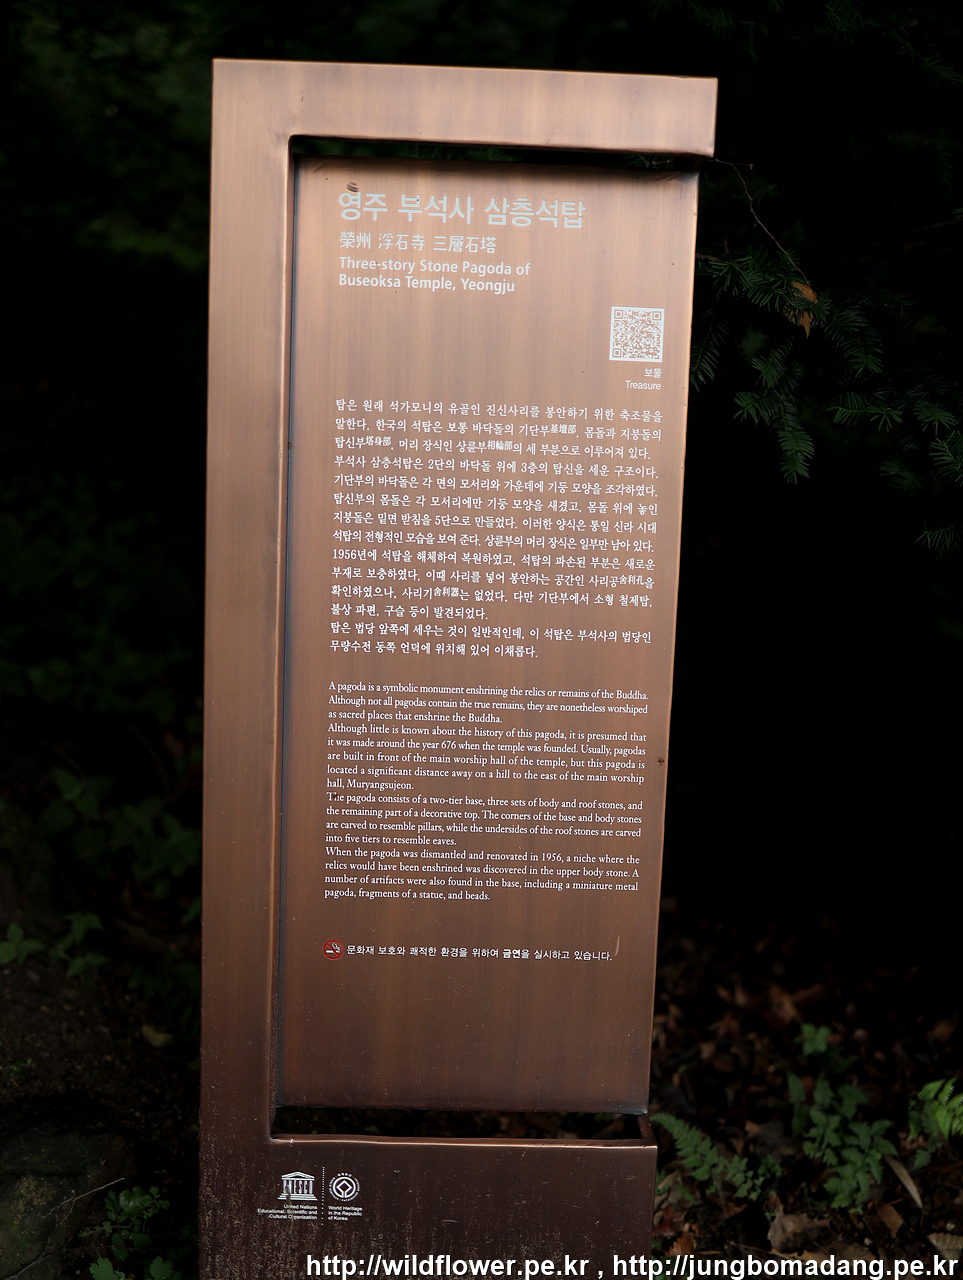 영주 부석사 삼층석탑
榮州 浮石寺 三層石塔
Three-story Stone Pagoda of
Buseoksa Temple, Yeongju
보물
Treasure
탑은 원래 석가모니의 유골인 진신사리를 봉안하기 위한 축조물을
말한다. 한국의 석탑은 보통 바닥돌의 기단부基壇部, 몸돌과 지붕돌의
탑신부塔身部, 머리 장식인 상륜부相輪部의 세 부분으로 이루어져 있다.
부석사 삼층석탑은 2단의 바닥돌 위에 3층의 탑신을 세운 구조이다.
기단부의 바닥돌은 각 면의 모서리와 가운데에 기둥 모양을 조각하였다.
탑신부의 몸돌은 각 모서리에만 기둥 모양을 새겼고, 몸돌 위에 놓인
지붕돌은 밑면 받침을 5단으로 만들었다. 이러한 양식은 통일 신라 시대
석탑의 전형적인 모습을 보여 준다. 상륜부의 머리 장식은 일부만 남아 있다.
1956년에 석탑을 해체하여 복원하였고, 석탑의 파손된 부분은 새로운
부재로 보충하였다. 이때 사리를 넣어 봉안하는 공간인 사리공舍利孔을
확인하였으나, 사리기舍利器는 없었다. 다만 기단부에서 소형 철제탑,
불상 파편, 구슬 등이 발견되었다.
탑은 법당 앞쪽에 세우는 것이 일반적인데, 이 석탑은 부석사의 법당인
무량수전 동쪽 언덕에 위치해 있어 이채롭다.
A pagoda is a symbolic monument enshrining the relics or remains of the Buddha.
Although not all pagodas contain the true remains, they are nonetheless worshiped
as sacred places that enshrine the Buddha.
Although little is known about the history of this pagoda, it is presumed that
it was made around the year 676 when the temple was founded. Usually, pagodas
are built in front of the main worship hall of the temple, but this pagoda is
located a significant distance away on a hill to the east of the main worship
hall, Muryangsujeon.
The pagoda consists of a two-tier base, three sets of body and roof stones, and
the remaining part of a decorative top. The corners of the base and body stones
are carved to resemble pillars, while the undersides of the roof stones are carved
into five tiers to resemble eaves.
When the pagoda was dismantled and renovated in 1956, a niche where the
relics would have been enshrined was discovered in the upper body stone. A
number of artifacts were also found in the base, including a miniature metal
pagoda, fragments of a statue, and beads.
문화재 보호와 쾌적한 환경을 위하여 금연을 실시하고 있습니다.
UNESCO
United Nations
Educational, Scientific and
Cultural Organization
World Heritage
in the Republic
of Korea
http://wildflower.pe.kr , http://jungbomadang.pe.kr